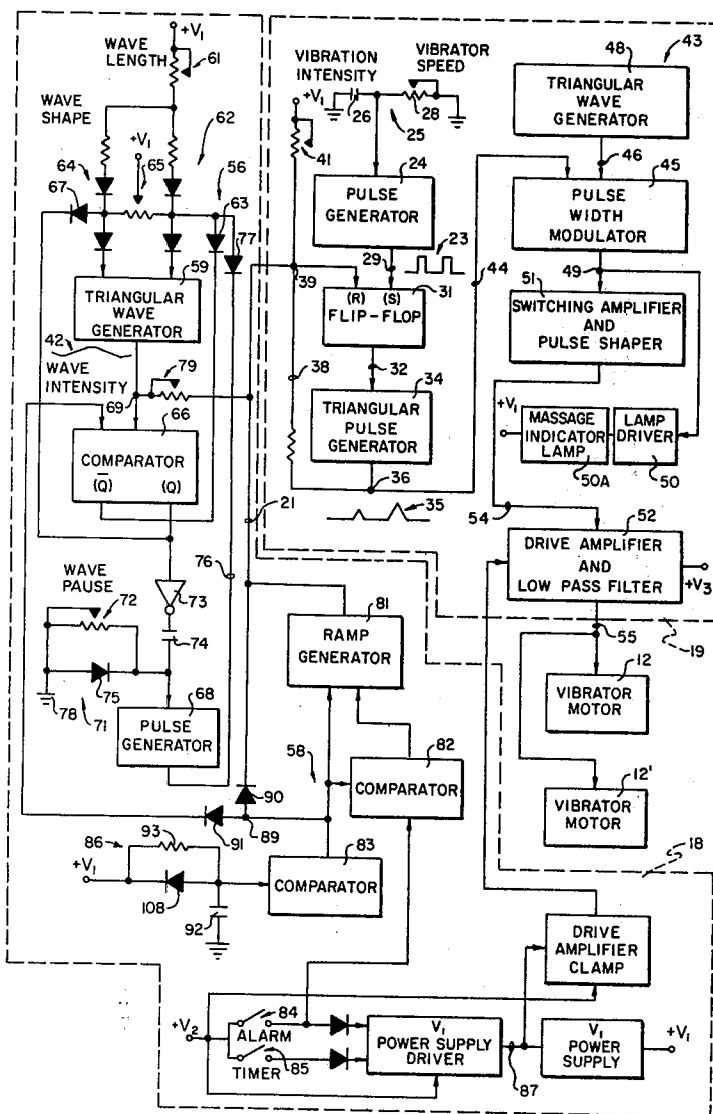 +V1
WAVE
LENGTH
61
WAVE
SHAPE
+V1
62
64
65
56
67
63
77
59
TRIANGULAR
WAVE
GENERATOR
42
WAVE
INTENSITY
79
69
66
COMPARATOR
(Q̅)
(Q)
21
76
WAVE
PAUSE
72
73
74
75
78
71
68
PULSE
GENERATOR
VIBRATION
INTENSITY
VIBRATOR
SPEED
+V1
26
28
25
41
24
PULSE
GENERATOR
23
29
39
31
(R) (S)
FLIP-FLOP
44
38
32
34
TRIANGULAR
PULSE
GENERATOR
36
35
48
43
TRIANGULAR
WAVE
GENERATOR
46
45
PULSE
WIDTH
MODULATOR
49
51
SWITCHING AMPLIFIER
AND
PULSE SHAPER
+V1
MASSAGE
INDICATOR
LAMP
LAMP
DRIVER
50A
50
54
52
DRIVE AMPLIFIER
AND
LOW PASS FILTER
+V3
55
19
12
VIBRATOR
MOTOR
12'
VIBRATOR
MOTOR
81
RAMP
GENERATOR
58
82
COMPARATOR
90
91
89
86
93
83
+V1
108
COMPARATOR
92
18
DRIVE
AMPLIFIER
CLAMP
+V2
84
ALARM
85
TIMER
V1
POWER SUPPLY
DRIVER
87
V1
POWER
SUPPLY
+V1